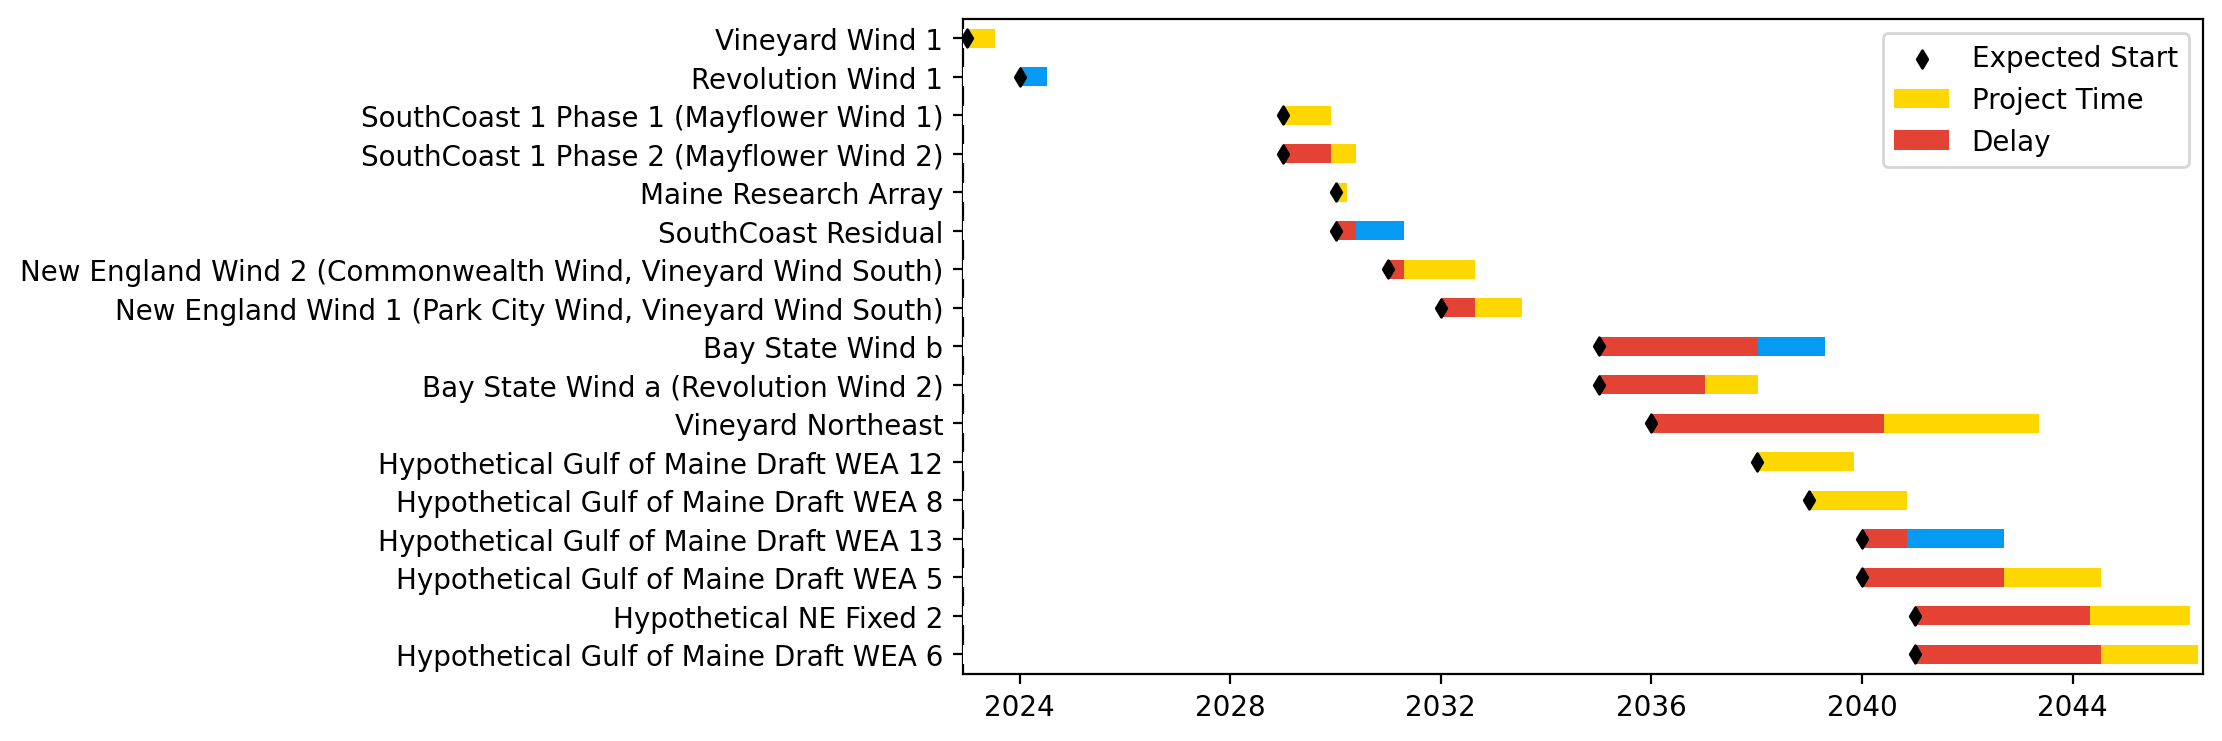 Vineyard Wind 1
Revolution Wind 1
SouthCoast 1 Phase 1 (Mayflower Wind 1)
SouthCoast 1 Phase 2 (Mayflower Wind 2)
Maine Research Array
SouthCoast Residual
New England Wind 2 (Commonwealth Wind, Vineyard Wind South)
New England Wind 1 (Park City Wind, Vineyard Wind South)
Bay State Wind b
Bay State Wind a (Revolution Wind 2)
Vineyard Northeast
Hypothetical Gulf of Maine Draft WEA 12
Hypothetical Gulf of Maine Draft WEA 8
Hypothetical Gulf of Maine Draft WEA 13
Hypothetical Gulf of Maine Draft WEA 5
Hypothetical NE Fixed 2
Hypothetical Gulf of Maine Draft WEA 6
Expected Start
Project Time
Delay
2024 2028 2032 2036 2040 2044